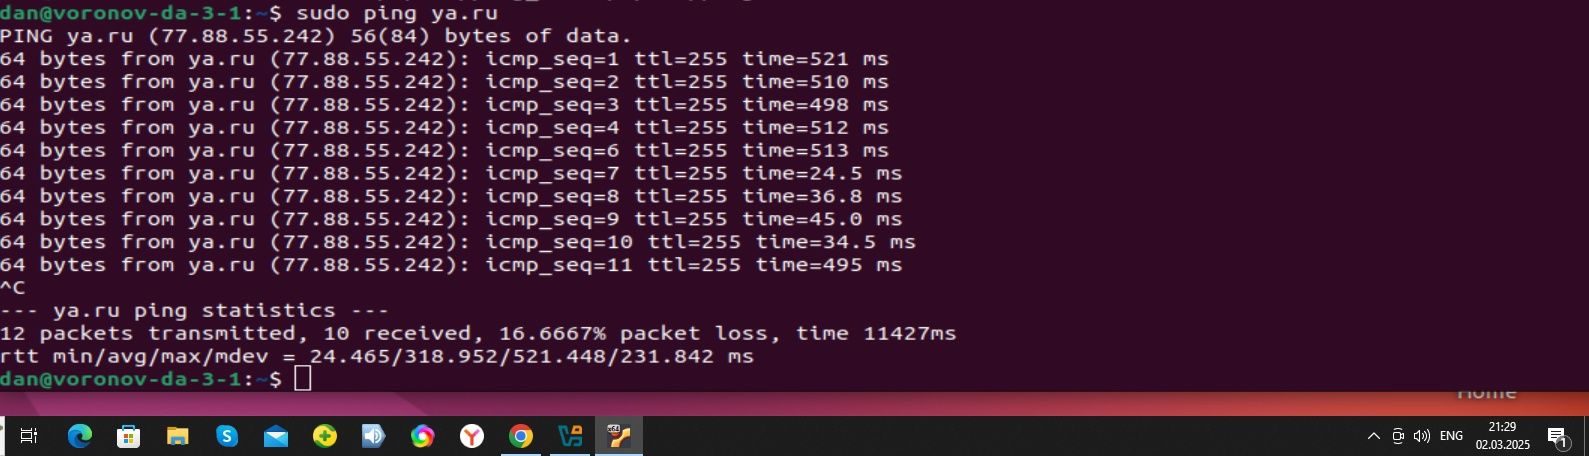 dan@voronov-da-3-1:~$ sudo ping ya.ru
PING ya.ru (77.88.55.242) 56(84) bytes of data.
64 bytes from ya.ru (77.88.55.242): icmp_seq=1 ttl=255 time=521 ms
64 bytes from ya.ru (77.88.55.242): icmp_seq=2 ttl=255 time=510 ms
64 bytes from ya.ru (77.88.55.242): icmp_seq=3 ttl=255 time=498 ms
64 bytes from ya.ru (77.88.55.242): icmp_seq=4 ttl=255 time=512 ms
64 bytes from ya.ru (77.88.55.242): icmp_seq=6 ttl=255 time=513 ms
64 bytes from ya.ru (77.88.55.242): icmp_seq=7 ttl=255 time=24.5 ms
64 bytes from ya.ru (77.88.55.242): icmp_seq=8 ttl=255 time=36.8 ms
64 bytes from ya.ru (77.88.55.242): icmp_seq=9 ttl=255 time=45.0 ms
64 bytes from ya.ru (77.88.55.242): icmp_seq=10 ttl=255 time=34.5 ms
64 bytes from ya.ru (77.88.55.242): icmp_seq=11 ttl=255 time=495 ms
^C
--- ya.ru ping statistics ---
12 packets transmitted, 10 received, 16.6667% packet loss, time 11427ms
rtt min/avg/max/mdev = 24.465/318.952/521.448/231.842 ms
dan@voronov-da-3-1:~$
Home
x64
ENG
21:29
02.03.2025
1